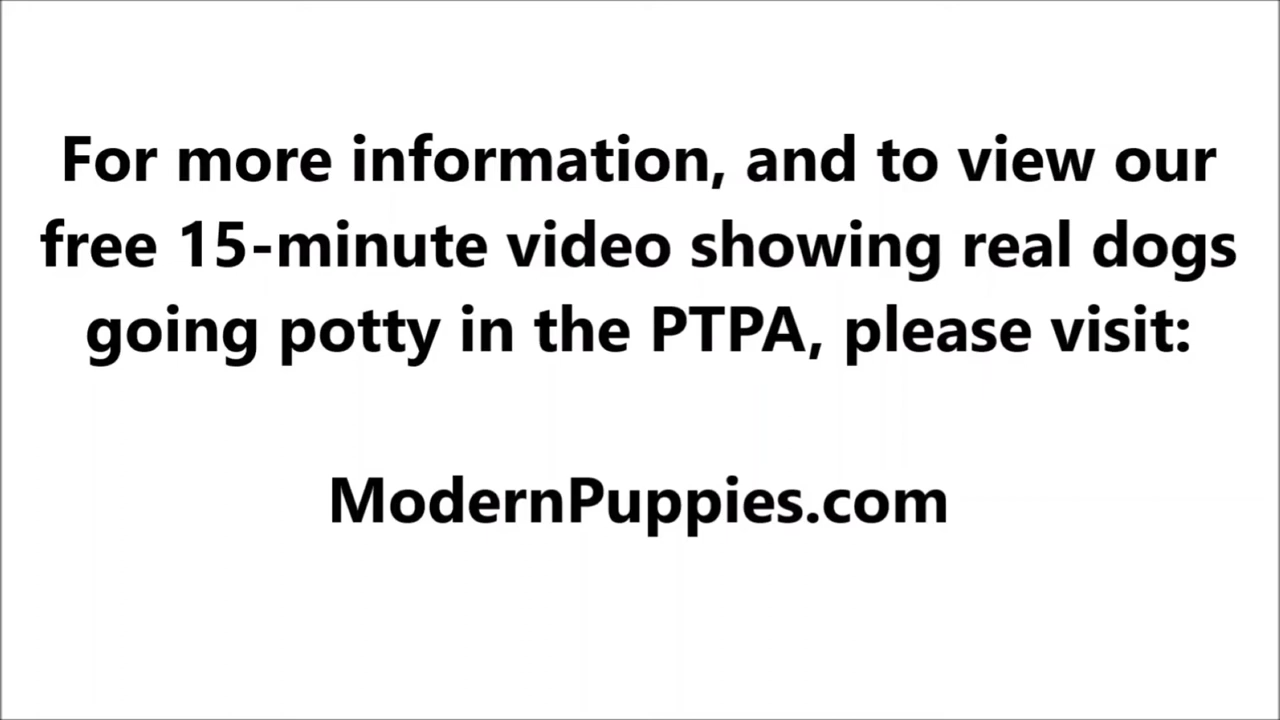 For more information, and to view our
free 15-minute video showing real dogs
going potty in the PTPA, please visit:
ModernPuppies.com